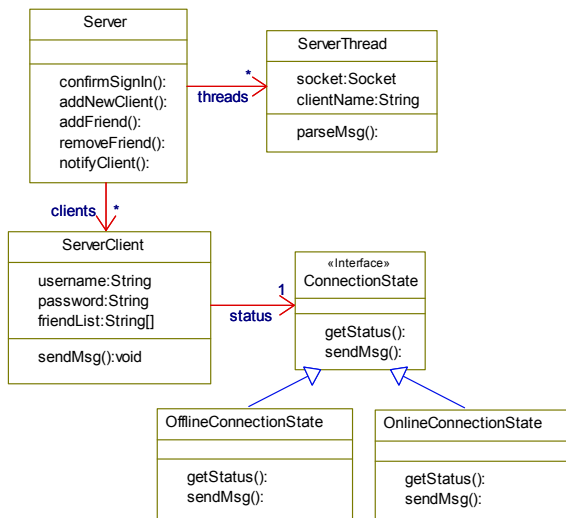 Server
confirmSignIn():
addNewClient():
addFriend():
removeFriend():
notifyClient():
*
threads
ServerThread
socket:Socket
clientName:String
parseMsg():
clients *
ServerClient
username:String
password:String
friendList:String[]
sendMsg():void
1
status
«Interface»
ConnectionState
getStatus():
sendMsg():
OfflineConnectionState
getStatus():
sendMsg():
OnlineConnectionState
getStatus():
sendMsg():